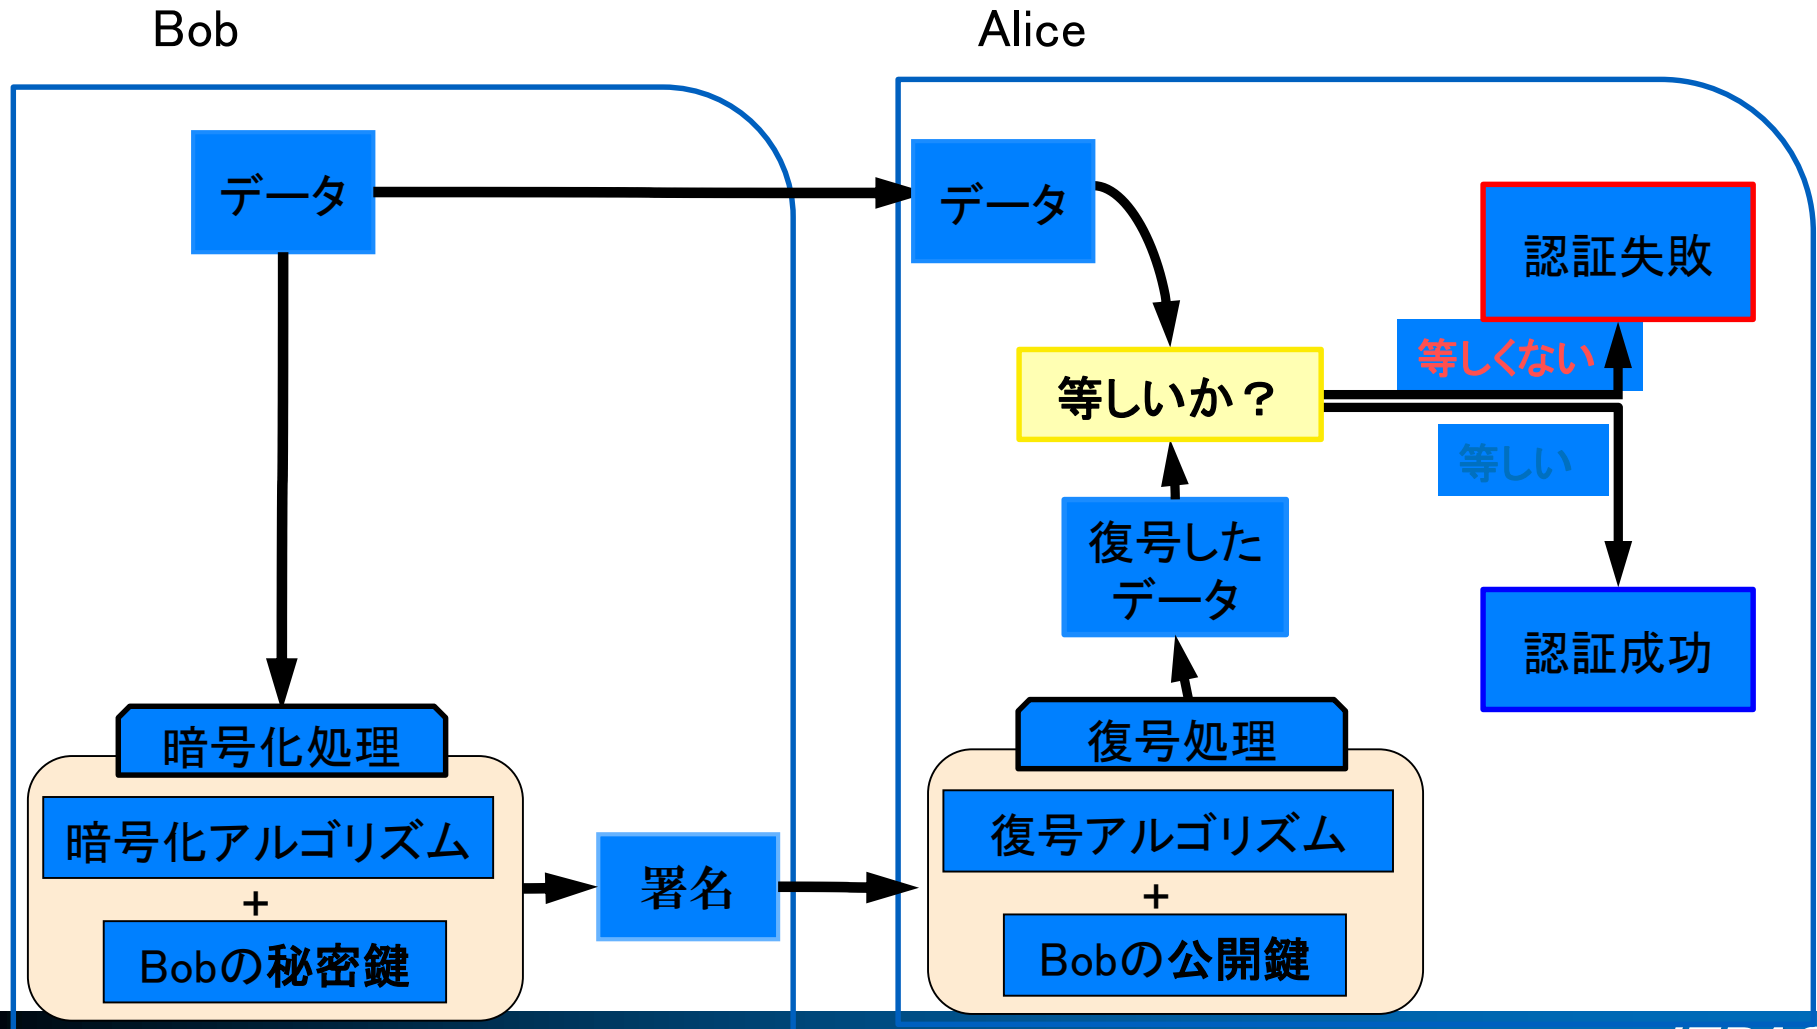 Bob
Alice
データ
データ
認証失敗
等しくない
等しいか？
等しい
復号した
データ
認証成功
暗号化処理
復号処理
暗号化アルゴリズム
+
Bobの秘密鍵
署名
復号アルゴリズム
+
Bobの公開鍵